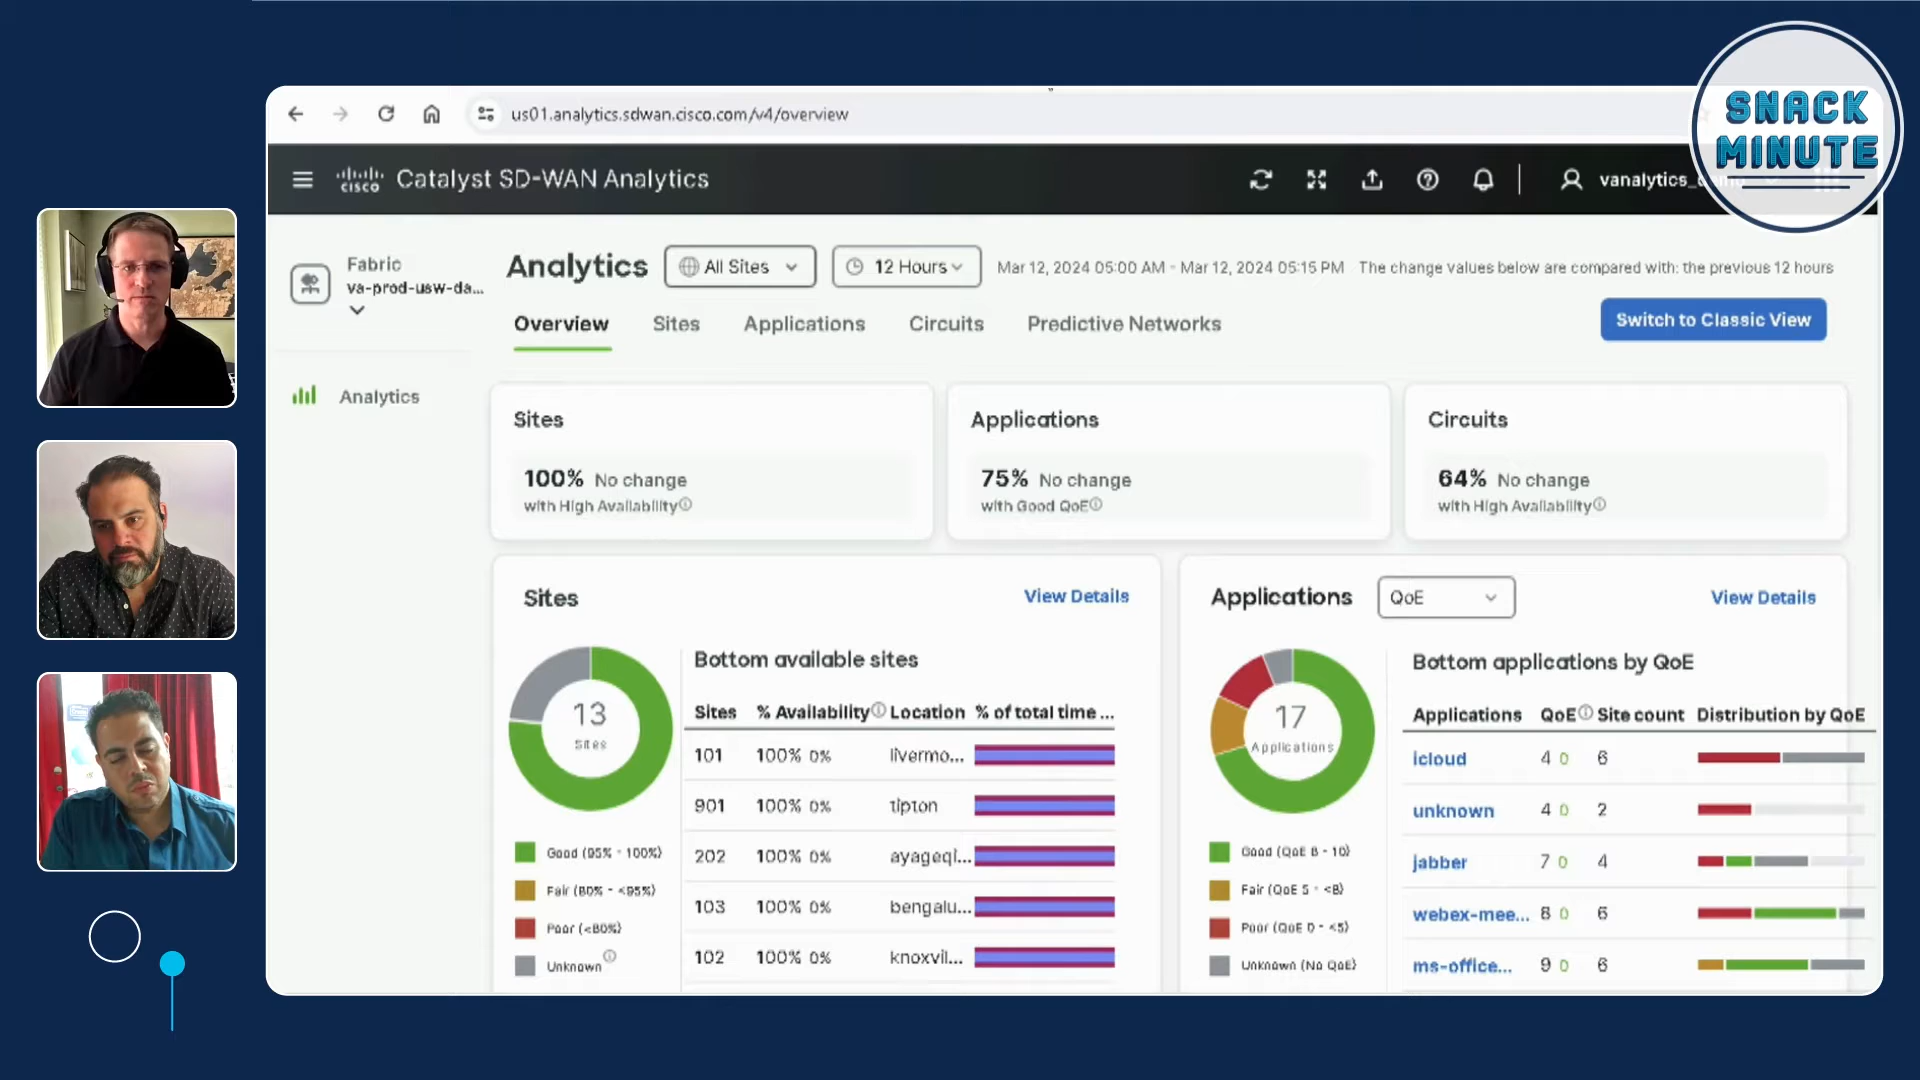 SNACK
MINUTE
us01.analytics.sdwan.cisco.com/v4/overview
cisco Catalyst SD-WAN Analytics
vanalytics_
Fabric
va-prod-usw-da...
Analytics
Analytics All Sites 12 Hours Mar 12, 2024 05:00 AM - Mar 12, 2024 05:15 PM The change values below are compared with: the previous 12 hours
Overview Sites Applications Circuits Predictive Networks Switch to Classic View
Sites
100% No change
with High Availability
Applications
75% No change
with Good QoE
Circuits
64% No change
with High Availability
Sites View Details
13
Sites
Good (95% - 100%)
Fair (80% - <95%)
Poor (<80%)
Unknown
Bottom available sites
Sites % Availability Location % of total time ...
101 100% 0% livermo...
901 100% 0% tipton
202 100% 0% ayageql...
103 100% 0% bengalu...
102 100% 0% knoxvil...
Applications QoE View Details
17
Applications
Good (QoE 8 - 10)
Fair (QoE 5 - <8)
Poor (QoE 0 - <5)
Unknown (No QoE)
Bottom applications by QoE
Applications QoE Site count Distribution by QoE
icloud 4 0 6
unknown 4 0 2
jabber 7 0 4
webex-mee... 8 0 6
ms-office... 9 0 6